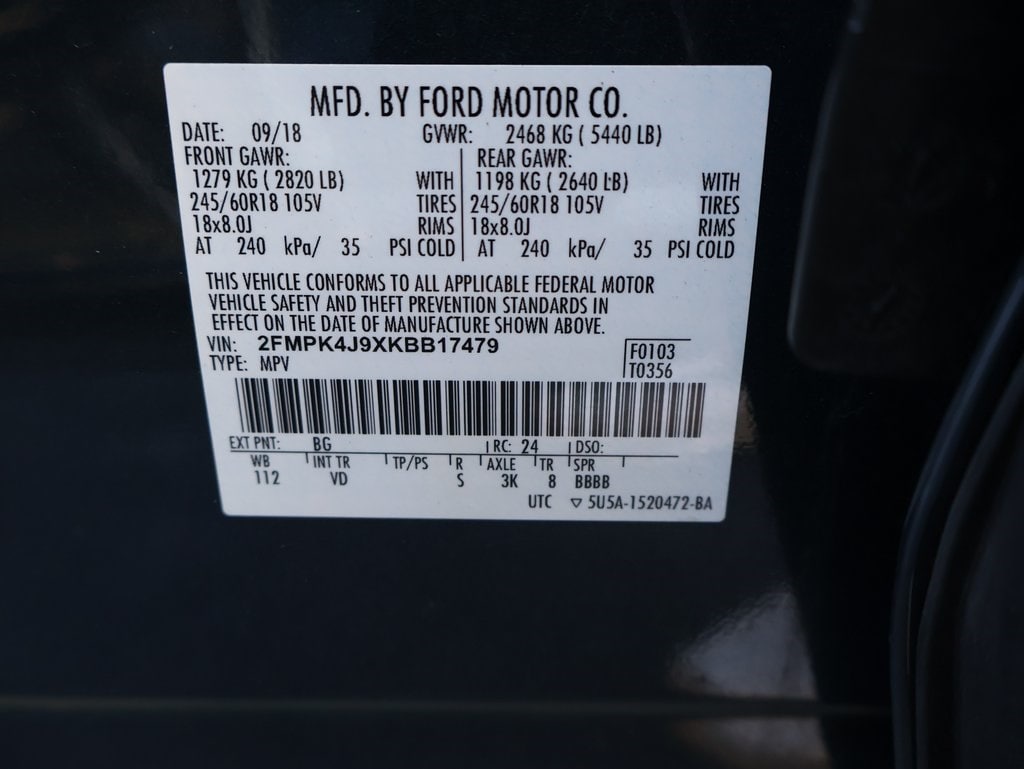 MFD. BY FORD MOTOR CO.
DATE: 09/18 GVWR: 2468 KG ( 5440 LB)
FRONT GAWR: REAR GAWR:
1279 KG ( 2820 LB) WITH 1198 KG ( 2640 LB) WITH
245/60R18 105V TIRES 245/60R18 105V TIRES
18x8.0J RIMS 18x8.0J RIMS
AT 240 kPa/ 35 PSI COLD AT 240 kPa/ 35 PSI COLD
THIS VEHICLE CONFORMS TO ALL APPLICABLE FEDERAL MOTOR
VEHICLE SAFETY AND THEFT PREVENTION STANDARDS IN
EFFECT ON THE DATE OF MANUFACTURE SHOWN ABOVE.
VIN: 2FMPK4J9XKBB17479 F0103
TYPE: MPV T0356
EXT PNT: BG RC: 24 DSO:
WB INT TR TP/PS R AXLE TR SPR
112 VD S 3K 8 BBBB
UTC ▽ 5U5A-1520472-BA